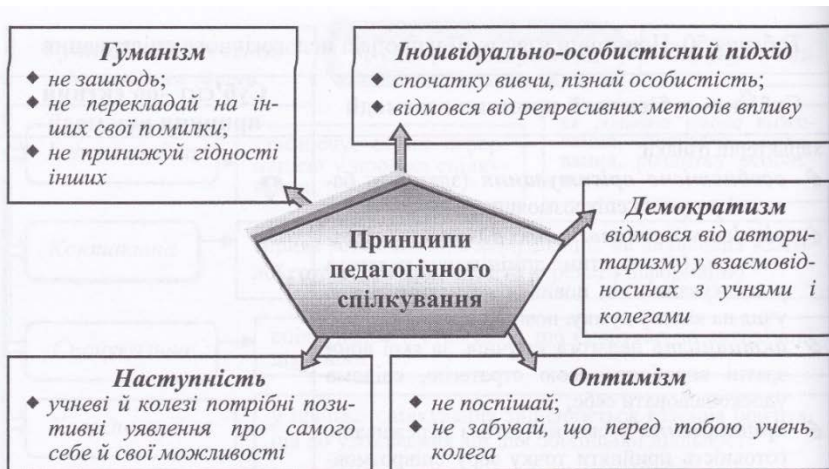 Гуманізм
◆ не зашкодь;
◆ не перекладай на ін-
ших свої помилки;
◆ не принижуй гідності
інших
Індивідуально-особистісний підхід
◆ спочатку вивчи, пізнай особистість;
◆ відмовся від репресивних методів впливу
Принципи
педагогічного
спілкування
Демократизм
відмовся від автори-
таризму у взаємовід-
носинах з учнями і
колегами
Наступність
◆ учневі й колезі потрібні пози-
тивні уявлення про самого
себе й свої можливості
Оптимізм
◆ не поспішай;
◆ не забувай, що перед тобою учень,
колега